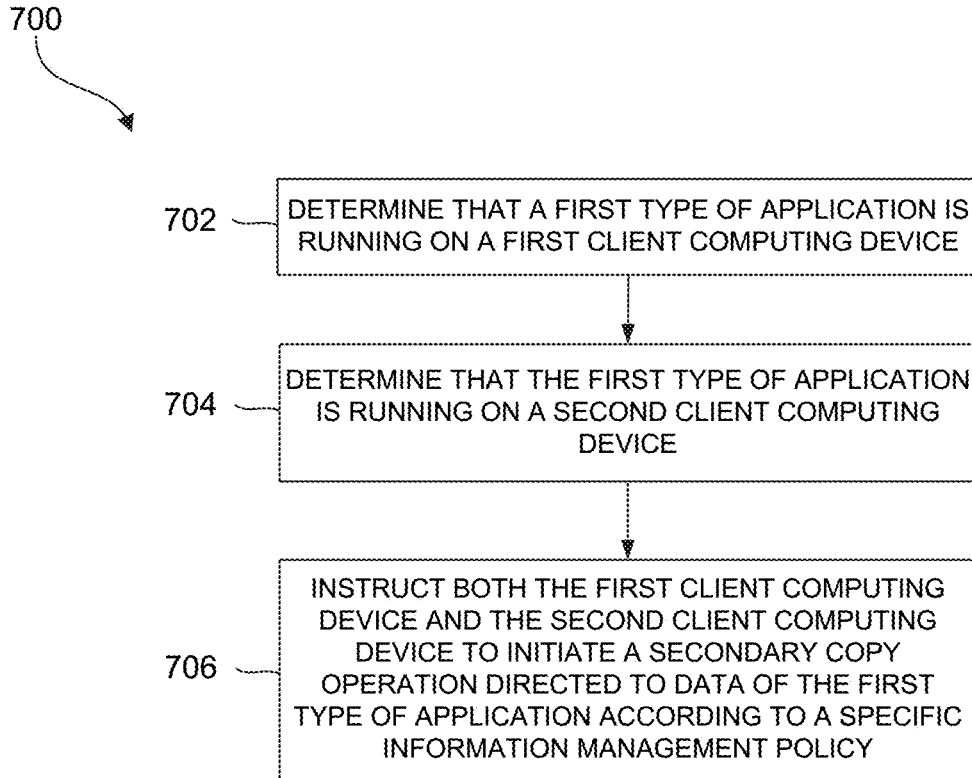 700
702
DETERMINE THAT A FIRST TYPE OF APPLICATION IS
RUNNING ON A FIRST CLIENT COMPUTING DEVICE
704
DETERMINE THAT THE FIRST TYPE OF APPLICATION
IS RUNNING ON A SECOND CLIENT COMPUTING
DEVICE
706
INSTRUCT BOTH THE FIRST CLIENT COMPUTING
DEVICE AND THE SECOND CLIENT COMPUTING
DEVICE TO INITIATE A SECONDARY COPY
OPERATION DIRECTED TO DATA OF THE FIRST
TYPE OF APPLICATION ACCORDING TO A SPECIFIC
INFORMATION MANAGEMENT POLICY